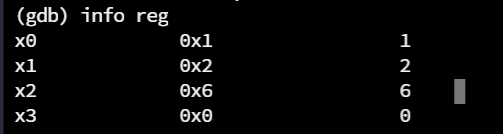 (gdb) info reg
x0 0x1 1
x1 0x2 2
x2 0x6 6
x3 0x0 0